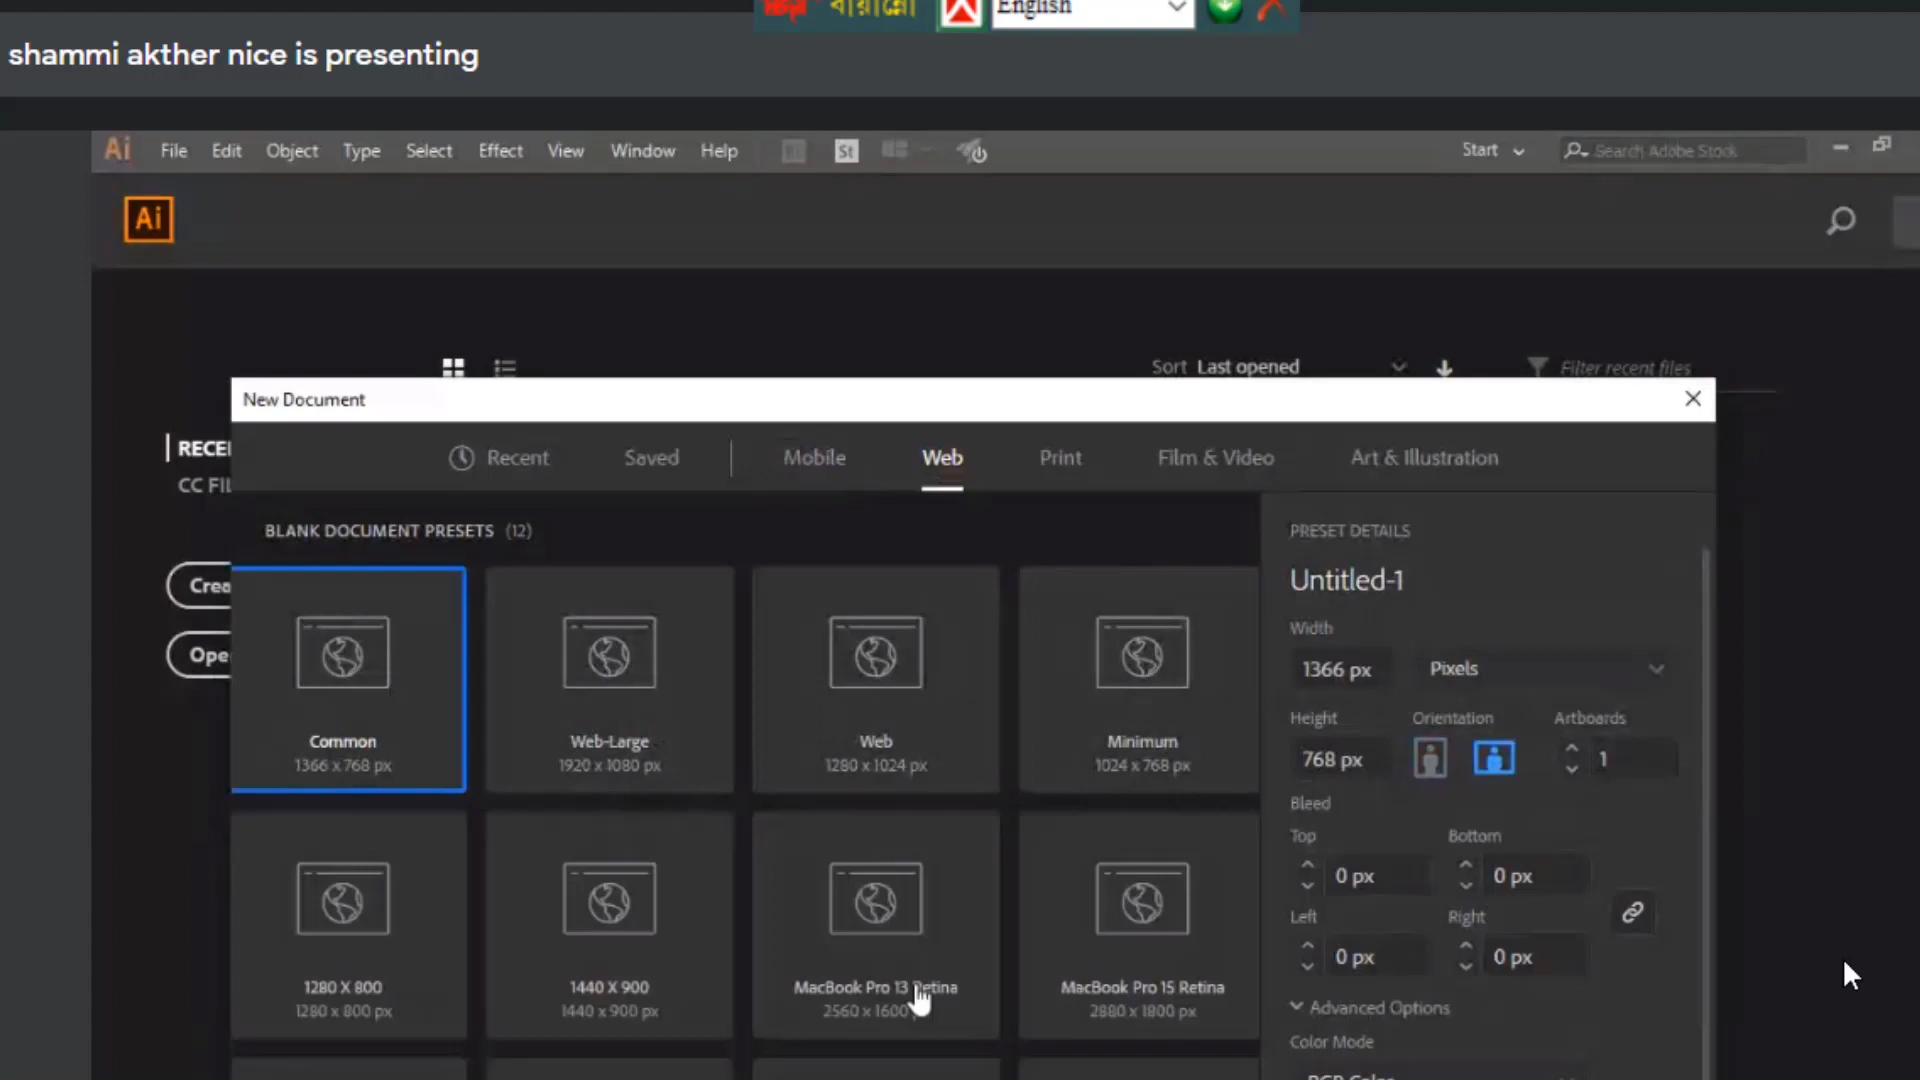 বায়ান্নো English
shammi akther nice is presenting
Ai File Edit Object Type Select Effect View Window Help St Start Search Adobe Stock
Ai
Sort Last opened Filter recent files
New Document
RECE
CC FIL
Recent Saved Mobile Web Print Film & Video Art & Illustration
BLANK DOCUMENT PRESETS (12)
PRESET DETAILS
Untitled-1
Crea
Ope
Width
1366 px Pixels
Common Web-Large Web Minimum
1366 x 768 px 1920 x 1080 px 1280 x 1024 px 1024 x 768 px
Height Orientation Artboards
768 px 1
Bleed
Top Bottom
0 px 0 px
Left Right
0 px 0 px
1280 X 800 1440 X 900 MacBook Pro 13 Retina MacBook Pro 15 Retina
1280 x 800 px 1440 x 900 px 2560 x 1600 2880 x 1800 px
Advanced Options
Color Mode
RGB Color